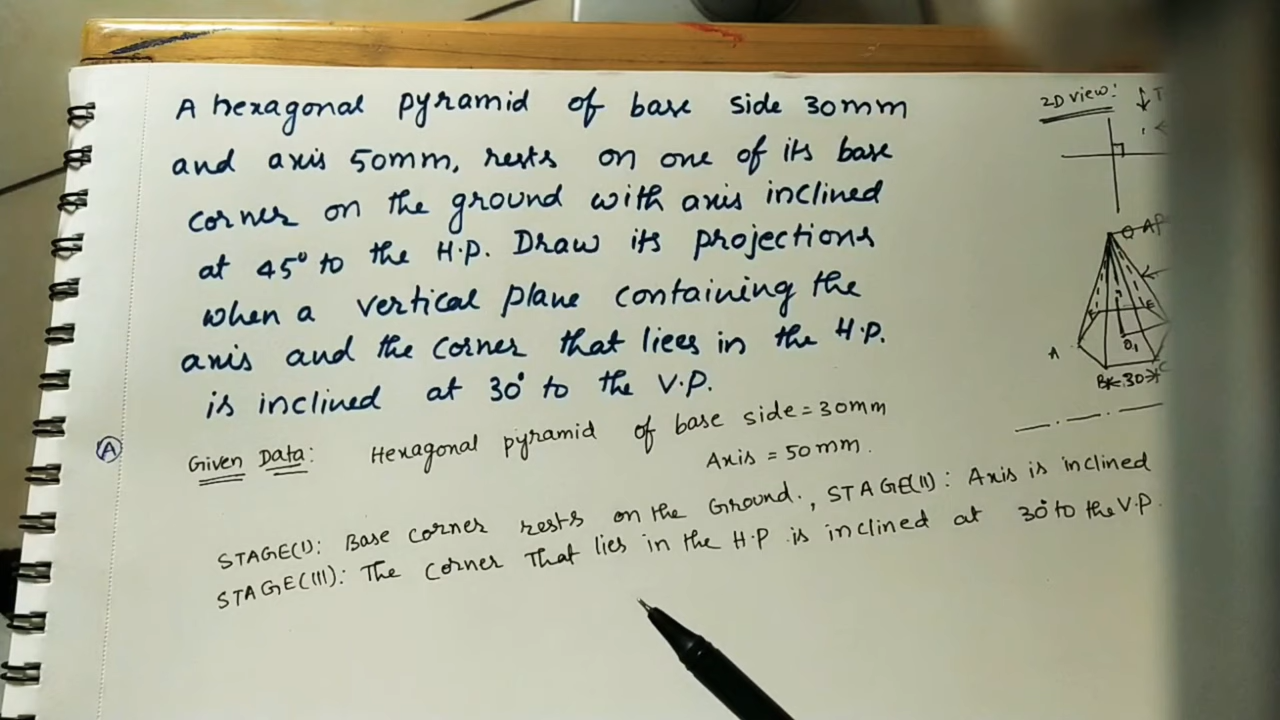 A hexagonal pyramid of base side 30mm
and axis 50mm, rests on one of its base
corner on the ground with axis inclined
at 45° to the H.P. Draw its projections
when a vertical plane containing the
axis and the corner that liees in the H.P.
is inclined at 30° to the V.P.
A
Given Data: Hexagonal pyramid of base side = 30mm
Axis = 50mm.
STAGE(I): Base corner rests on the Ground., STAGE(II): Axis is inclined
STAGE(III): The corner that lies in the H.P is inclined at 30° to the V.P.
2D view:
O
A
O1
B 30